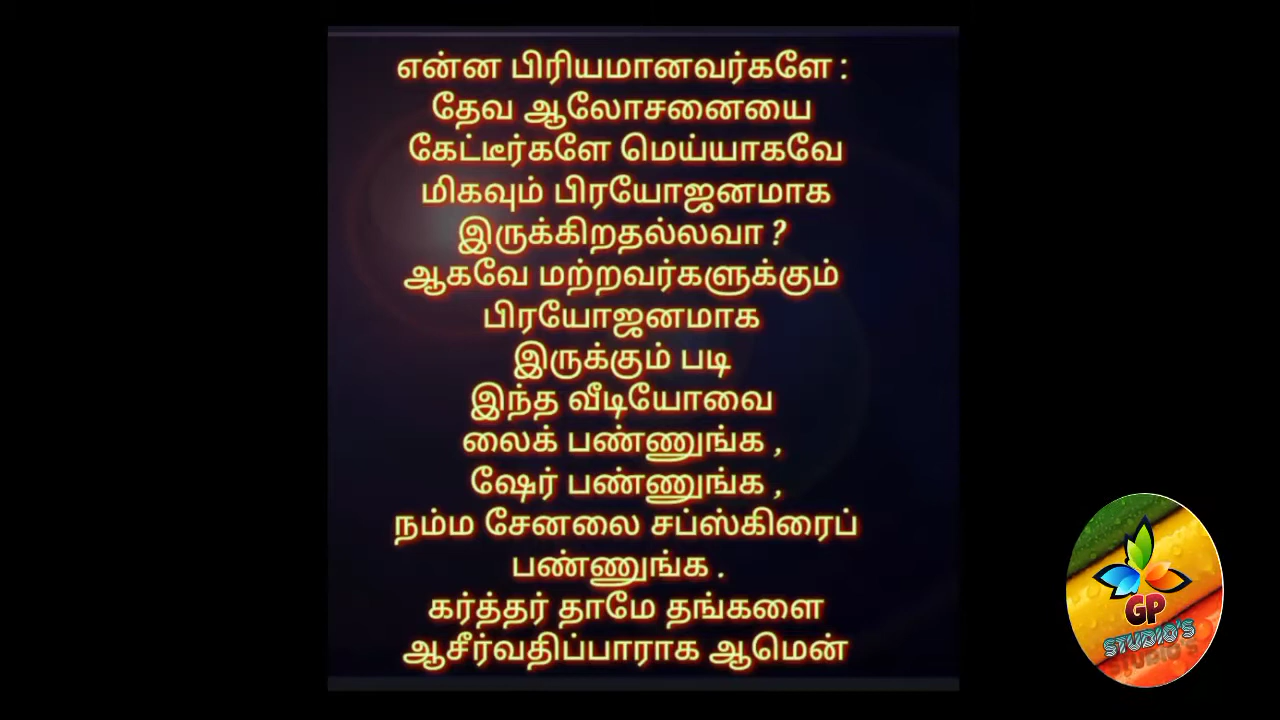 என்ன பிரியமானவர்களே :
தேவ ஆலோசனையை
கேட்டீர்களே மெய்யாகவே
மிகவும் பிரயோஜனமாக
இருக்கிறதல்லவா ?
ஆகவே மற்றவர்களுக்கும்
பிரயோஜனமாக
இருக்கும் படி
இந்த வீடியோவை
லைக் பண்ணுங்க ,
ஷேர் பண்ணுங்க ,
நம்ம சேனலை சப்ஸ்கிரைப்
பண்ணுங்க .
கர்த்தர் தாமே தங்களை
ஆசீர்வதிப்பாராக ஆமென்
GP
STUDIO'S